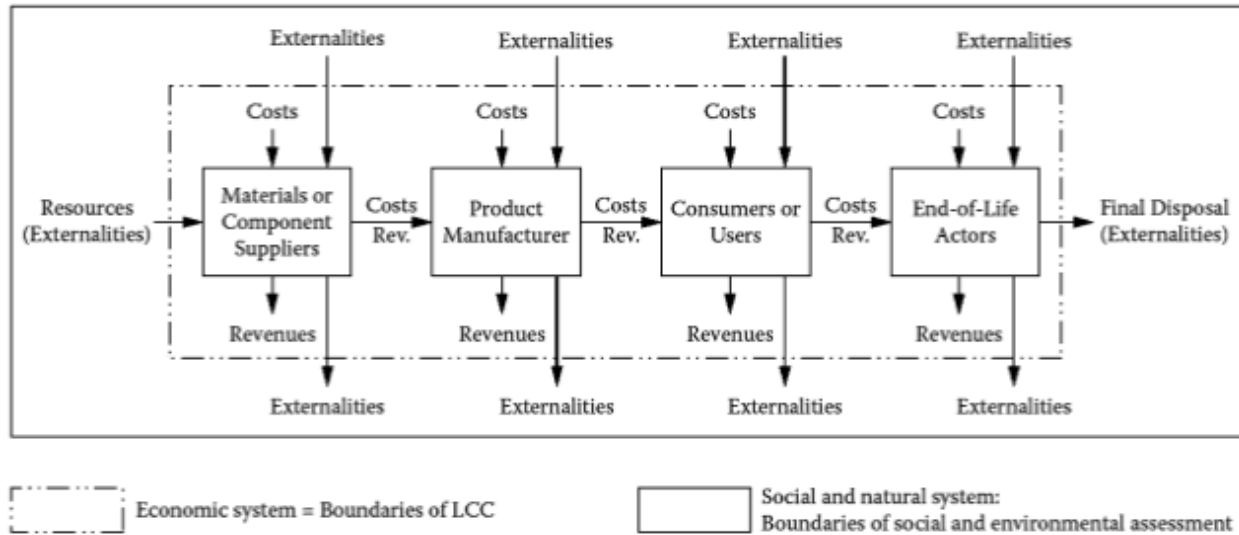 Externalities
Externalities
Externalities
Externalities
Costs
Costs
Costs
Costs
Resources
(Externalities)
Materials or
Component
Suppliers
Costs
Rev.
Product
Manufacturer
Costs
Rev.
Consumers or
Users
Costs
Rev.
End-of-Life
Actors
Final Disposal
(Externalities)
Revenues
Revenues
Revenues
Revenues
Externalities
Externalities
Externalities
Externalities
Economic system = Boundaries of LCC
Social and natural system:
Boundaries of social and environmental assessment